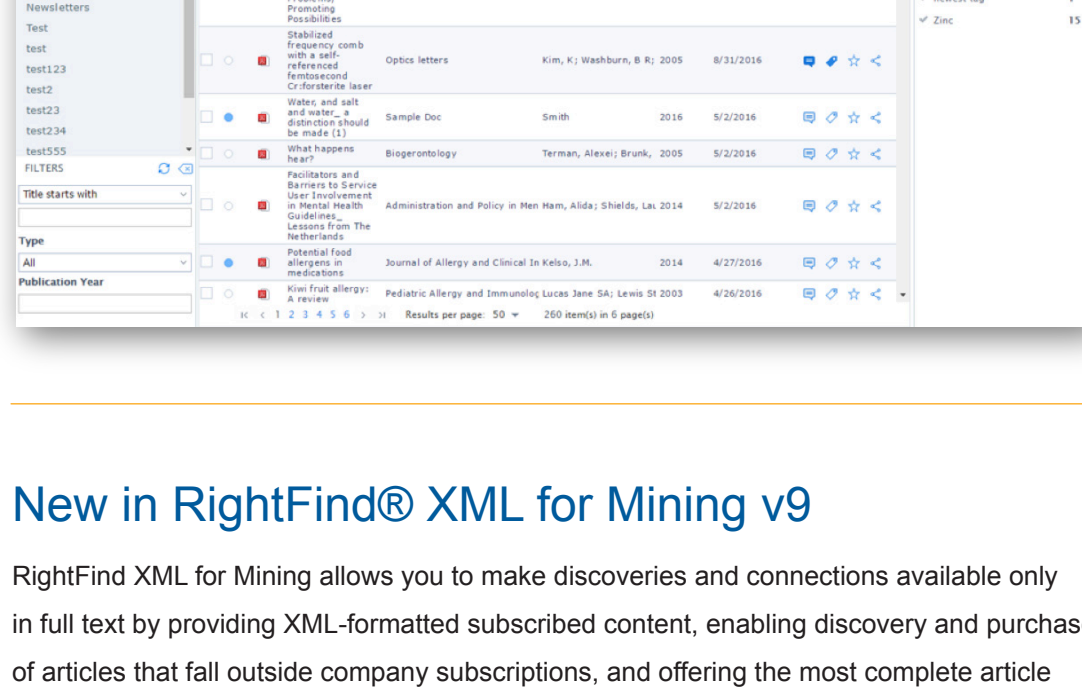 Newsletters
Test
test
test123
test2
test23
test234
test555
FILTERS
Title starts with
Type
All
Publication Year
Promoting
Possibilities
Stabilized
frequency comb
with a self-
referenced
femtosecond
Cr:forsterite laser
Optics letters Kim, K; Washburn, B R; 2005 8/31/2016
Water, and salt
and water_ a
distinction should
be made (1)
Sample Doc Smith 2016 5/2/2016
What happens
hear?
Biogerontology Terman, Alexei; Brunk, 2005 5/2/2016
Facilitators and
Barriers to Service
User Involvement
in Mental Health
Guidelines_
Lessons from The
Netherlands
Administration and Policy in Men Ham, Alida; Shields, Lau 2014 5/2/2016
Potential food
allergens in
medications
Journal of Allergy and Clinical In Kelso, J.M. 2014 4/27/2016
Kiwi fruit allergy:
A review
Pediatric Allergy and Immunolog Lucas Jane SA; Lewis St 2003 4/26/2016
1 2 3 4 5 6 Results per page: 50 260 item(s) in 6 page(s)
Zinc 15
New in RightFind® XML for Mining v9
RightFind XML for Mining allows you to make discoveries and connections available only
in full text by providing XML-formatted subscribed content, enabling discovery and purchas
of articles that fall outside company subscriptions, and offering the most complete article